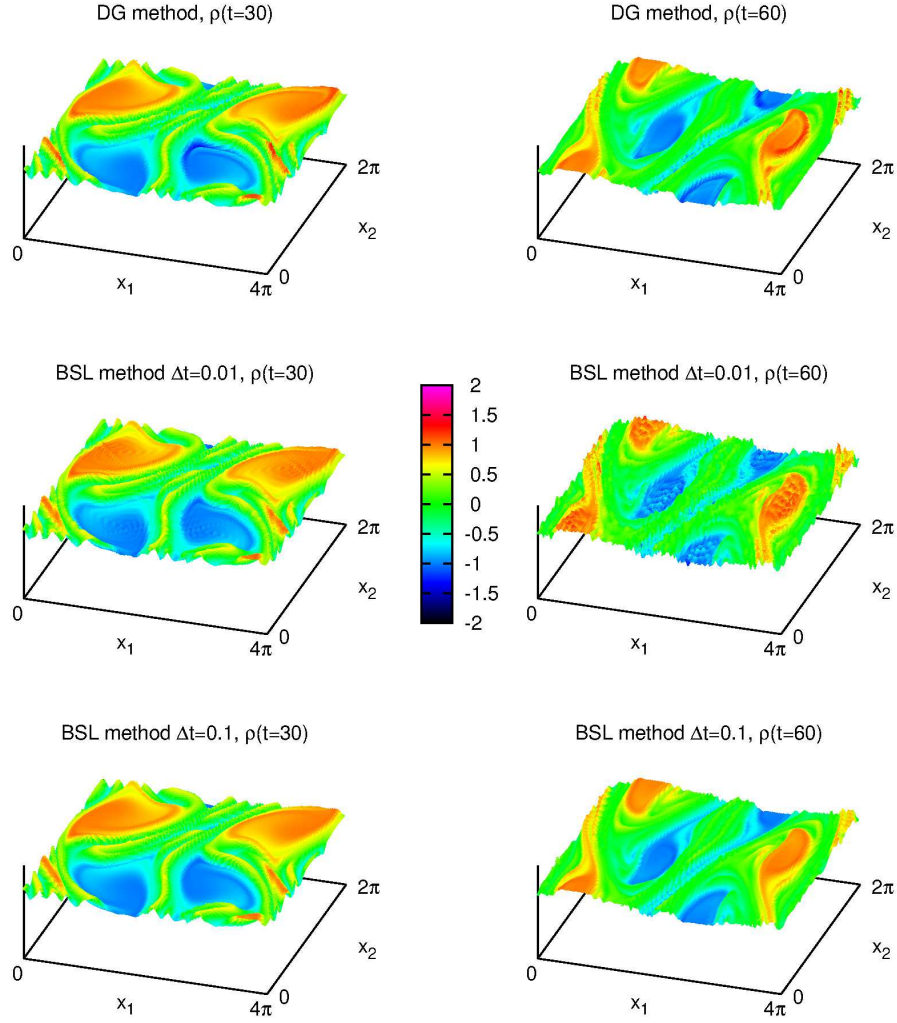 DG method, ρ(t=30)
DG method, ρ(t=60)
0
x₁
4π
0
x₂
2π
0
x₁
4π
0
x₂
2π
BSL method Δt=0.01, ρ(t=30)
BSL method Δt=0.01, ρ(t=60)
0
x₁
4π
0
x₂
2π
2
1.5
1
0.5
0
-0.5
-1
-1.5
-2
0
x₁
4π
0
x₂
2π
BSL method Δt=0.1, ρ(t=30)
BSL method Δt=0.1, ρ(t=60)
0
x₁
4π
0
x₂
2π
0
x₁
4π
0
x₂
2π